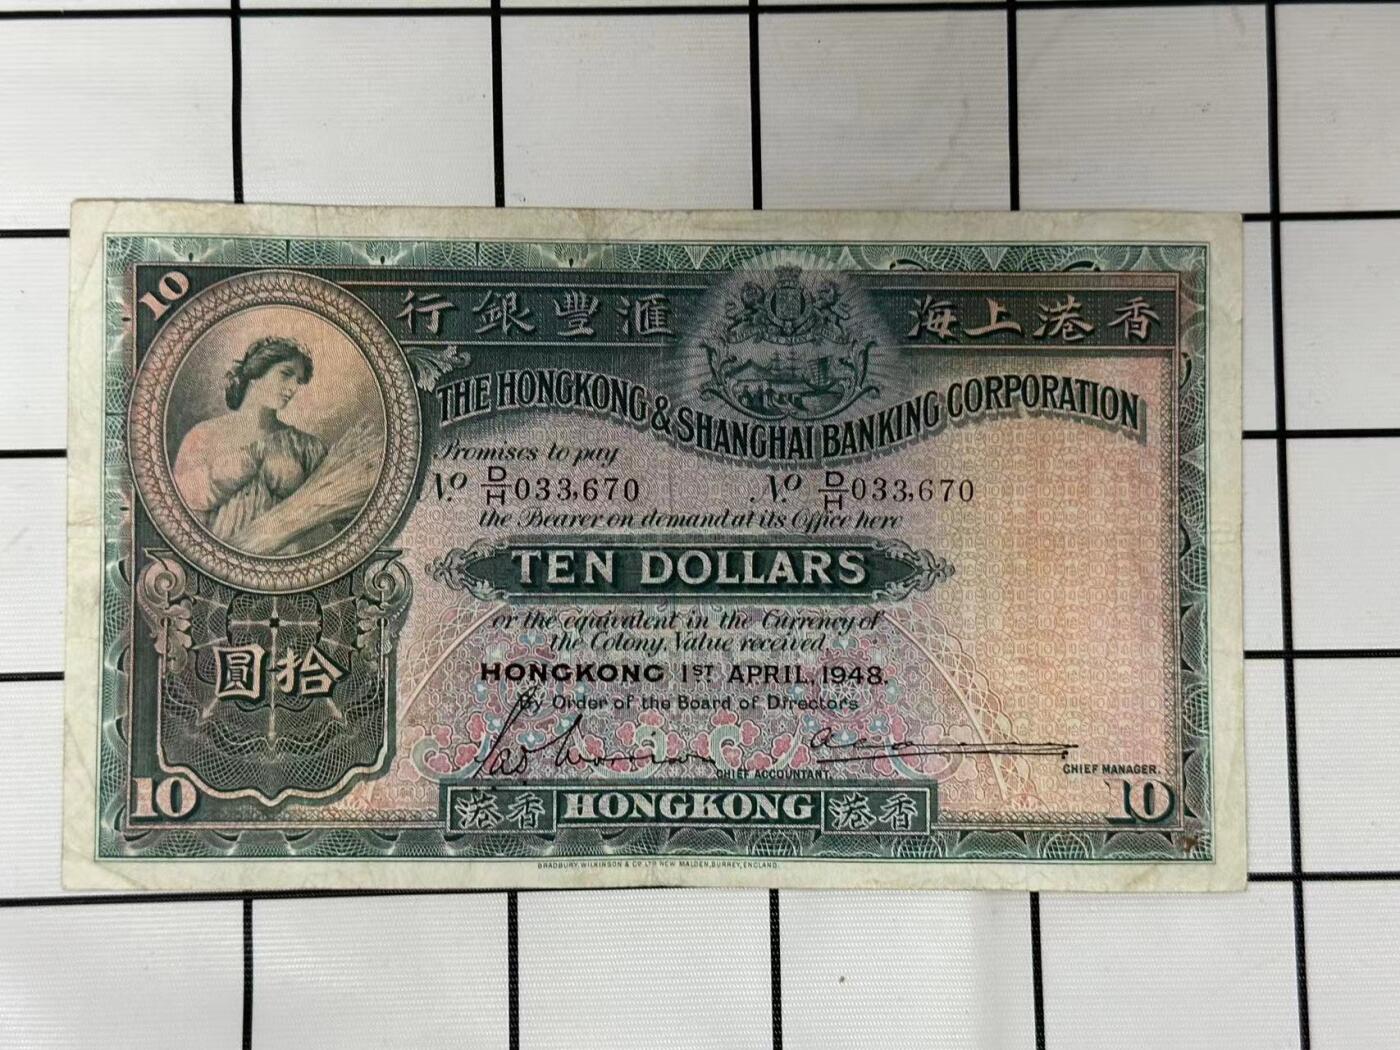 10
行銀豐滙 海上港香
THE HONGKONG & SHANGHAI BANKING CORPORATION
Promises to pay
No. D/H 033,670 No. D/H 033,670
the Bearer on demand at its Office here
TEN DOLLARS
or the equivalent in the Currency of
the Colony, Value received.
圓拾
HONGKONG 1ST APRIL, 1948.
By Order of the Board of Directors
CHIEF ACCOUNTANT.
CHIEF MANAGER.
10 港香 HONGKONG 港香 10
BRADBURY, WILKINSON & CO. LTD. NEW MALDEN, SURREY, ENGLAND.